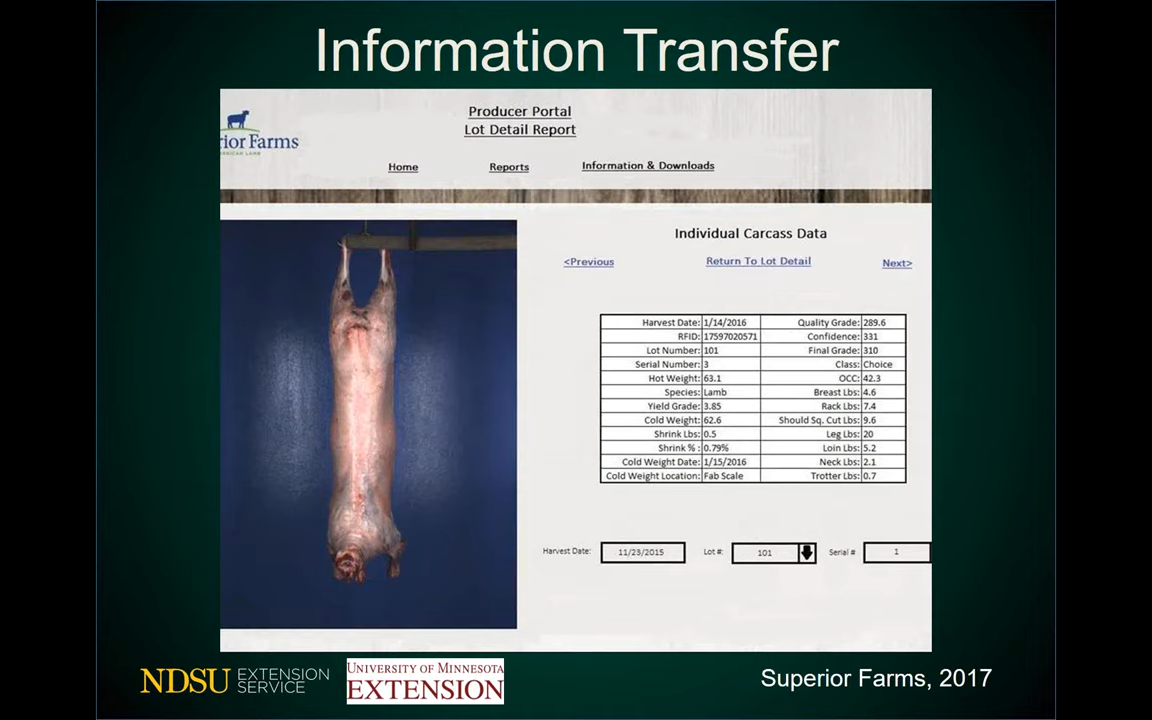 Information Transfer
Producer Portal
Lot Detail Report
rior Farms
Home Reports Information & Downloads
Individual Carcass Data
<Previous Return To Lot Detail Next>
Harvest Date: 1/14/2016 Quality Grade: 289.6
RFID: 17597020571 Confidence: 331
Lot Number: 101 Final Grade: 310
Serial Number: 3 Class: Choice
Hot Weight: 63.1 OCC: 42.3
Species: Lamb Breast Lbs: 4.6
Yield Grade: 3.85 Rack Lbs: 7.4
Cold Weight: 62.6 Should Sq. Cut Lbs: 9.6
Shrink Lbs: 0.5 Leg Lbs: 20
Shrink %: 0.79% Loin Lbs: 5.2
Cold Weight Date: 1/15/2016 Neck Lbs: 2.1
Cold Weight Location: Fab Scale Trotter Lbs: 0.7
Harvest Date: 11/23/2015 Lot #: 101 Serial # 1
NDSU EXTENSION SERVICE
UNIVERSITY OF MINNESOTA
EXTENSION
Superior Farms, 2017